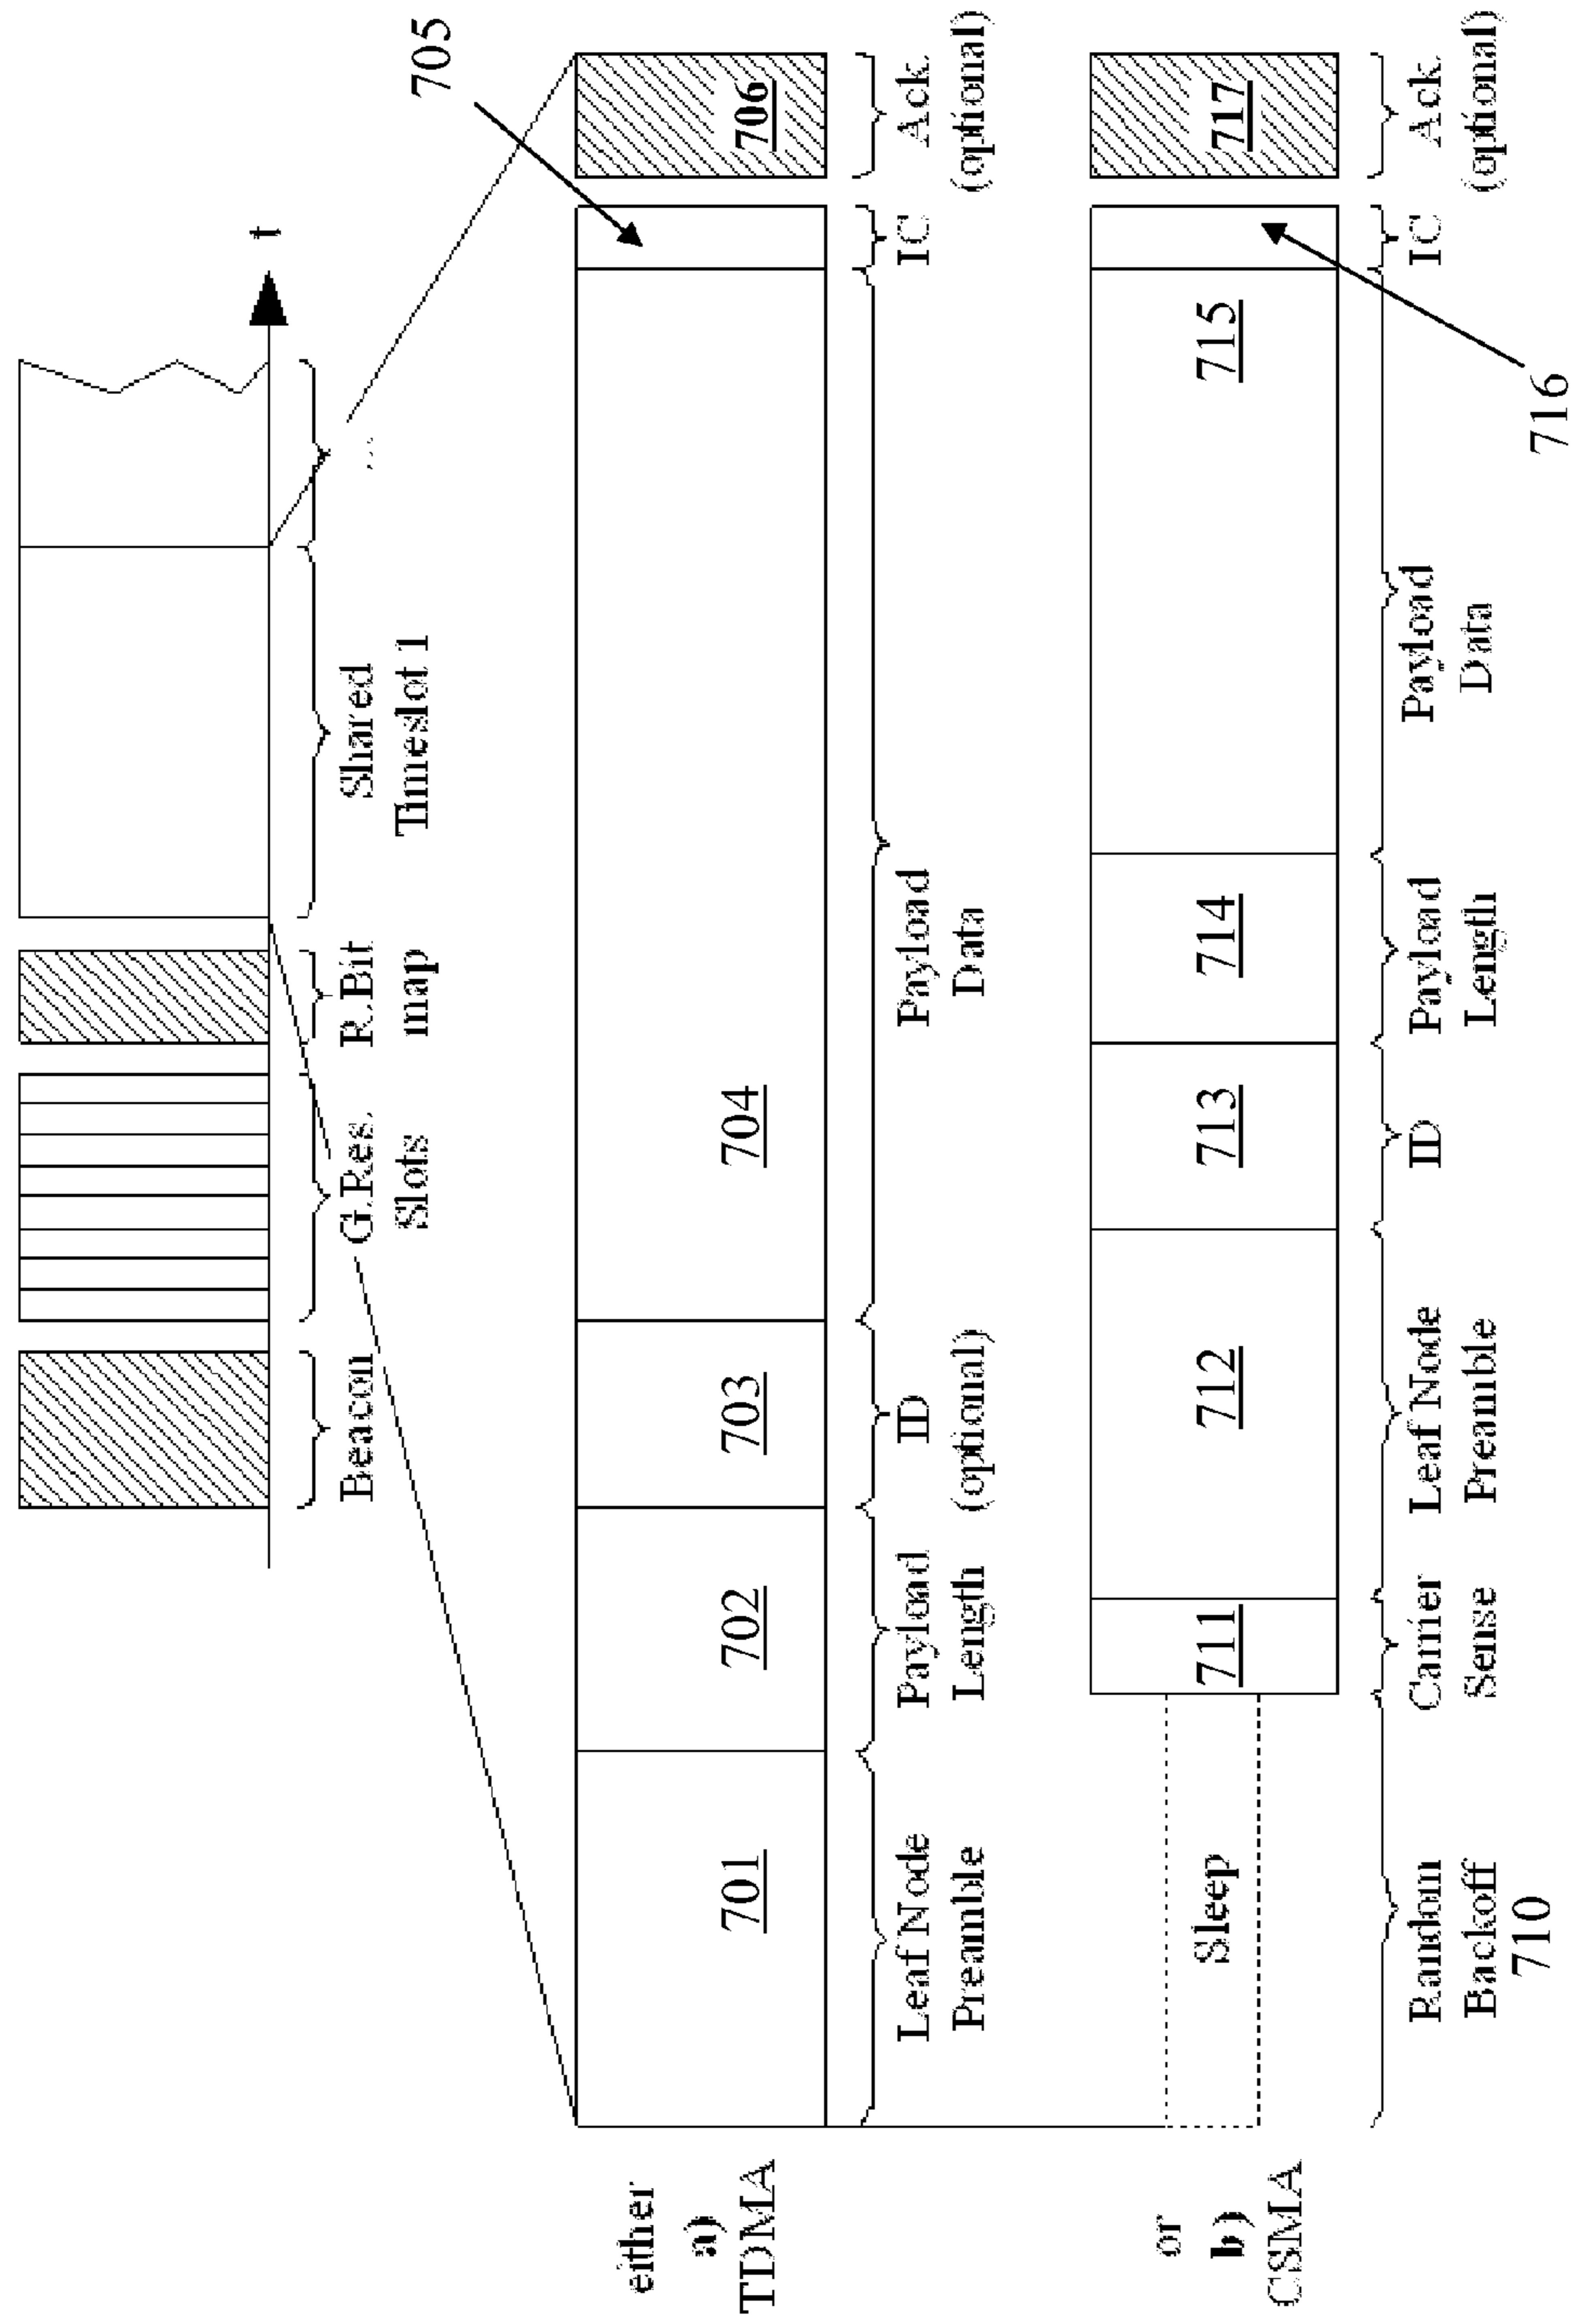 t
Beacon
G.Res.
Slots
R.Bit
map
Shared
Timeslot 1
...
705
either
a)
TDMA
701
702
703
704
706
Leaf Node
Preamble
Payload
Length
ID
(optional)
Payload
Data
IC
Ack.
(optional)
or
b)
CSMA
Sleep
711
712
713
714
715
717
Random
Backoff
710
Carrier
Sense
Leaf Node
Preamble
ID
Payload
Length
Payload
Data
IC
Ack.
(optional)
716